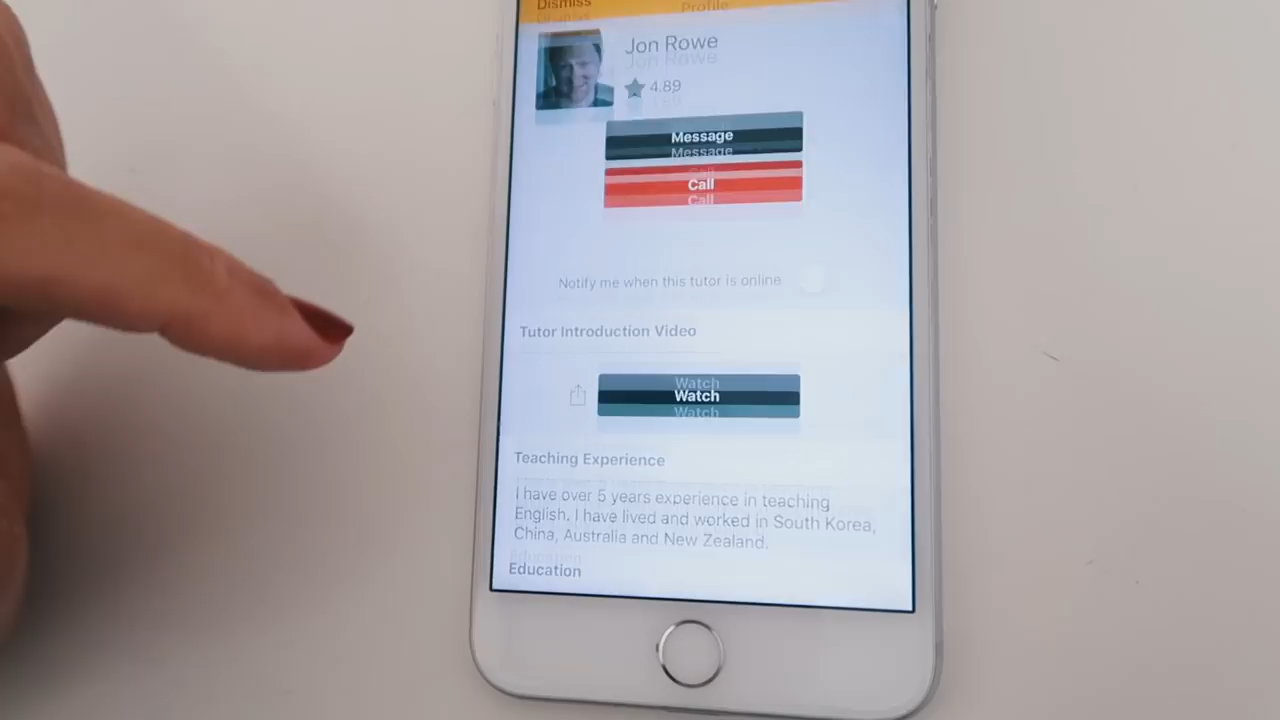 Dismiss
Profile
Jon Rowe
4.89
Message
Call
Notify me when this tutor is online
Tutor Introduction Video
Watch
Teaching Experience
I have over 5 years experience in teaching
English. I have lived and worked in South Korea,
China, Australia and New Zealand.
Education